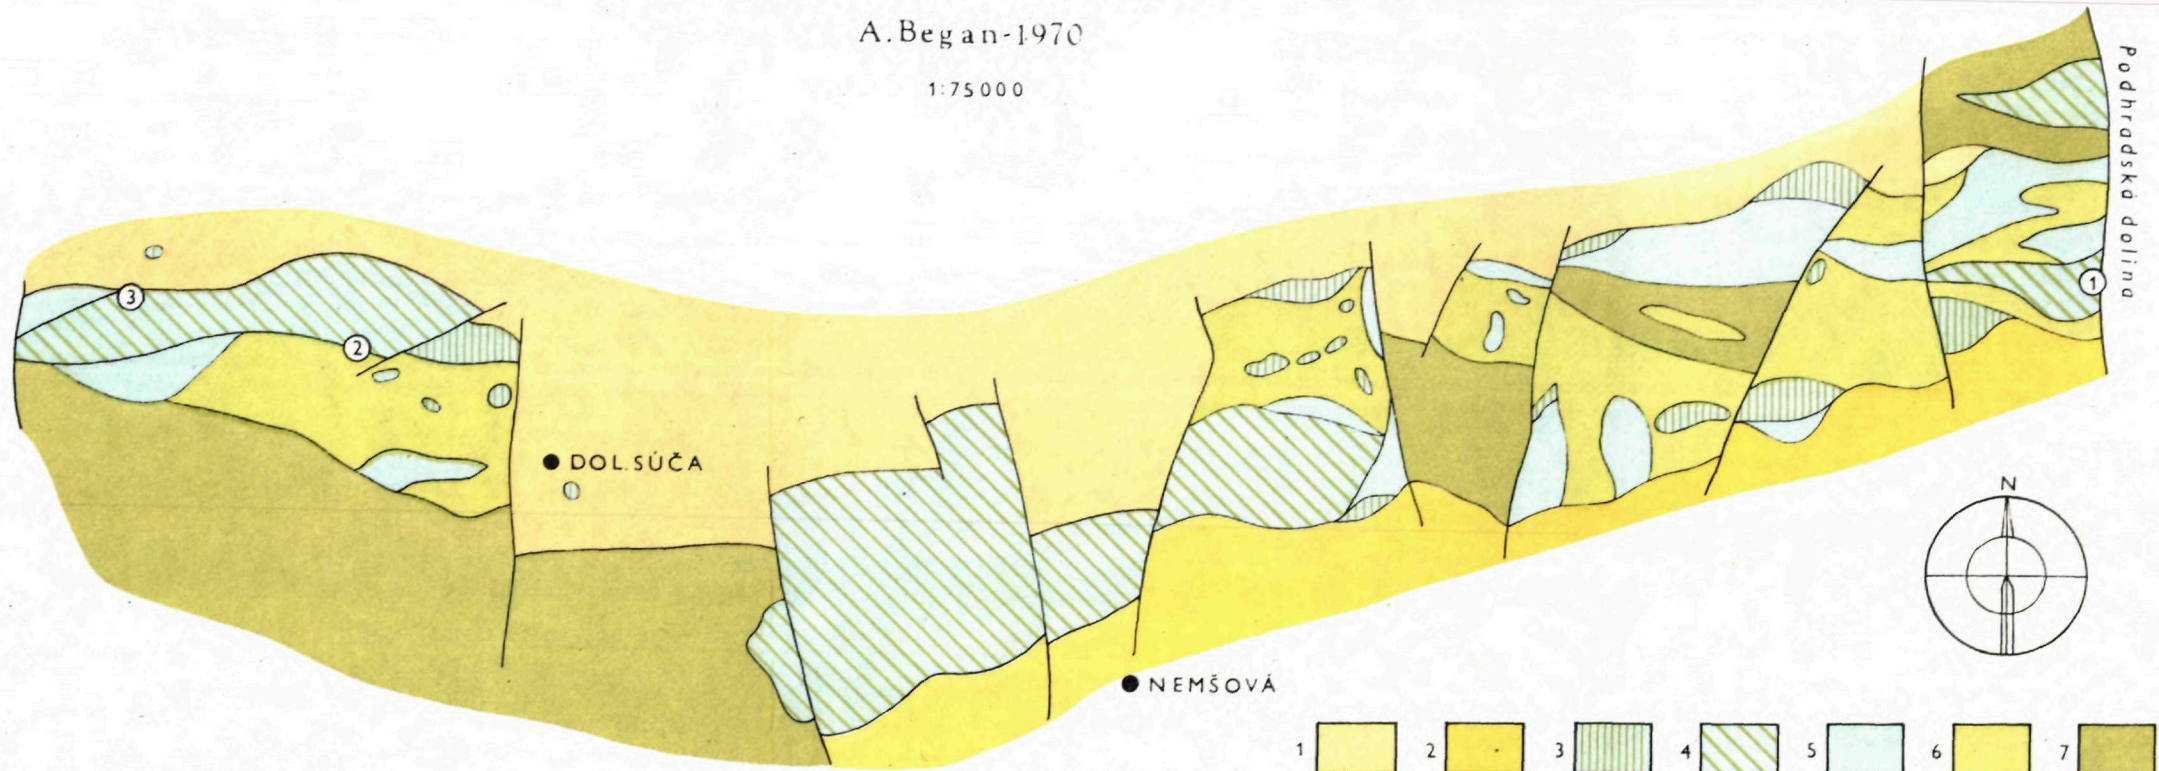 A.Began-1970
1:75000
Podhradská dolina
3
1
2
DOL.SÚČA
N
NEMŠOVÁ
1 2 3 4 5 6 7